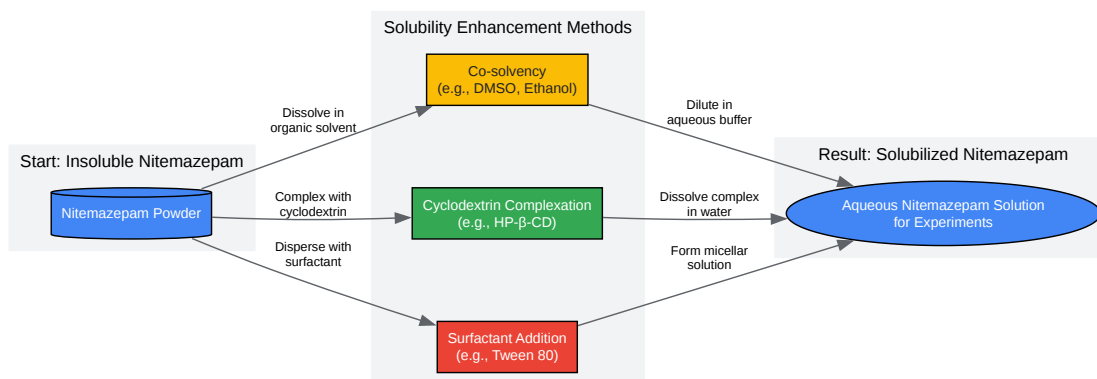 Solubility Enhancement Methods
Co-solvency
(e.g., DMSO, Ethanol)
Dissolve in
organic solvent
Dilute in
aqueous buffer
Start: Insoluble Nitemazepam
Result: Solubilized Nitemazepam
Nitemazepam Powder
Complex with
cyclodextrin
Cyclodextrin Complexation
(e.g., HP-β-CD)
Dissolve complex
in water
Aqueous Nitemazepam Solution
for Experiments
Disperse with
surfactant
Form micellar
solution
Surfactant Addition
(e.g., Tween 80)